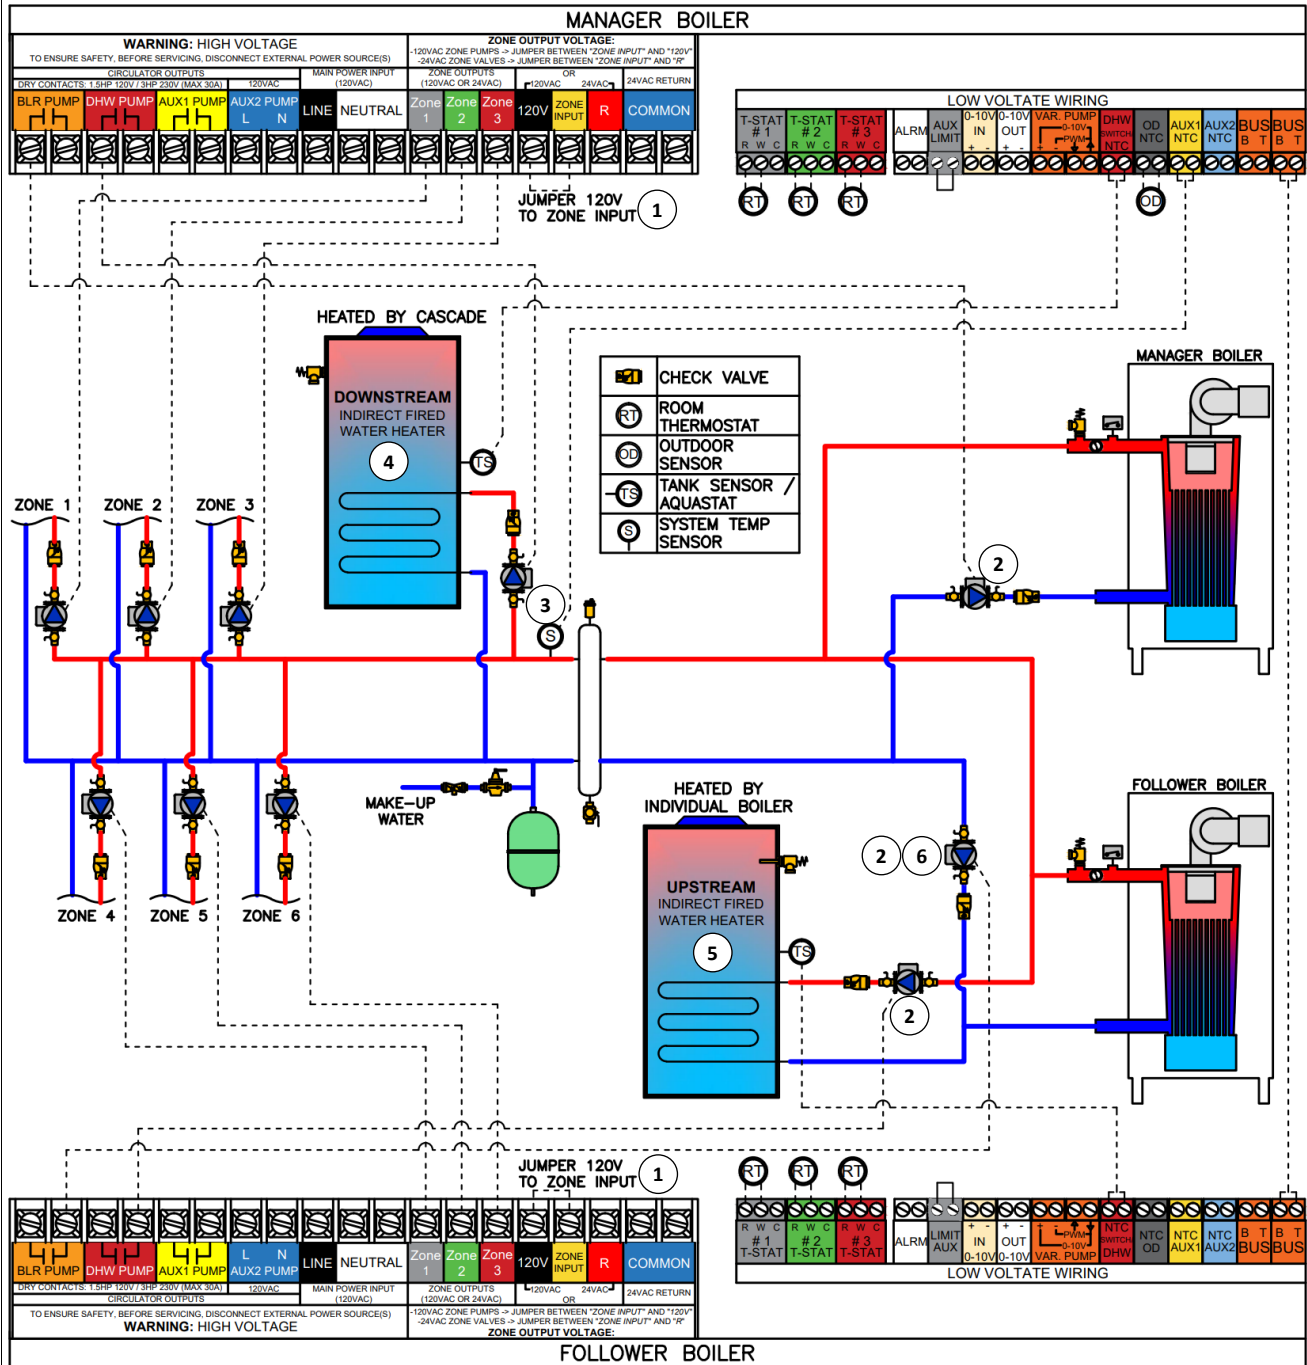 MANAGER BOILER
WARNING: HIGH VOLTAGE
TO ENSURE SAFETY, BEFORE SERVICING, DISCONNECT EXTERNAL POWER SOURCE(S)
ZONE OUTPUT VOLTAGE:
-120VAC ZONE PUMPS -> JUMPER BETWEEN "ZONE INPUT" AND "120V"
-24VAC ZONE VALVES -> JUMPER BETWEEN "ZONE INPUT" AND "R"
CIRCULATOR OUTPUTS
DRY CONTACTS: 1.5HP 120V / 3HP 230V (MAX 30A)
120VAC
MAIN POWER INPUT
(120VAC)
ZONE OUTPUTS
(120VAC OR 24VAC)
OR
120VAC 24VAC
24VAC RETURN
BLR PUMP
DHW PUMP
AUX1 PUMP
AUX2 PUMP
L N
LINE
NEUTRAL
Zone
1
Zone
2
Zone
3
120V
ZONE
INPUT
R
COMMON
LOW VOLTATE WIRING
T-STAT
# 1
R W C
T-STAT
# 2
R W C
T-STAT
# 3
R W C
ALRM
AUX
LIMIT
0-10V
IN
+ -
0-10V
OUT
+ -
VAR. PUMP
0-10V
PWM
+ -
DHW
SWITCH
NTC
OD
NTC
AUX1
NTC
AUX2
NTC
BUS
B T
BUS
B T
JUMPER 120V
TO ZONE INPUT
1
RT
RT
RT
OD
HEATED BY CASCADE
DOWNSTREAM
INDIRECT FIRED
WATER HEATER
4
TS
CHECK VALVE
RT
ROOM
THERMOSTAT
OD
OUTDOOR
SENSOR
TS
TANK SENSOR /
AQUASTAT
S
SYSTEM TEMP
SENSOR
MANAGER BOILER
ZONE 1
ZONE 2
ZONE 3
2
3
S
MAKE-UP
WATER
HEATED BY
INDIVIDUAL BOILER
FOLLOWER BOILER
2
6
UPSTREAM
INDIRECT FIRED
WATER HEATER
5
TS
2
ZONE 4
ZONE 5
ZONE 6
JUMPER 120V
TO ZONE INPUT
1
RT
RT
RT
BLR PUMP
DHW PUMP
AUX1 PUMP
L N
AUX2 PUMP
LINE
NEUTRAL
Zone
1
Zone
2
Zone
3
120V
ZONE
INPUT
R
COMMON
R W C
# 1
T-STAT
R W C
# 2
T-STAT
R W C
# 3
T-STAT
ALRM
LIMIT
AUX
+ -
IN
0-10V
+ -
OUT
0-10V
+ -
PWM
0-10V
VAR. PUMP
NTC
SWITCH
DHW
NTC
OD
NTC
AUX1
NTC
AUX2
B T
BUS
B T
BUS
LOW VOLTATE WIRING
DRY CONTACTS: 1.5HP 120V / 3HP 230V (MAX 30A)
CIRCULATOR OUTPUTS
120VAC
MAIN POWER INPUT
(120VAC)
ZONE OUTPUTS
(120VAC OR 24VAC)
120VAC 24VAC
OR
24VAC RETURN
TO ENSURE SAFETY, BEFORE SERVICING, DISCONNECT EXTERNAL POWER SOURCE(S)
WARNING: HIGH VOLTAGE
-120VAC ZONE PUMPS -> JUMPER BETWEEN "ZONE INPUT" AND "120V"
-24VAC ZONE VALVES -> JUMPER BETWEEN "ZONE INPUT" AND "R"
ZONE OUTPUT VOLTAGE:
FOLLOWER BOILER